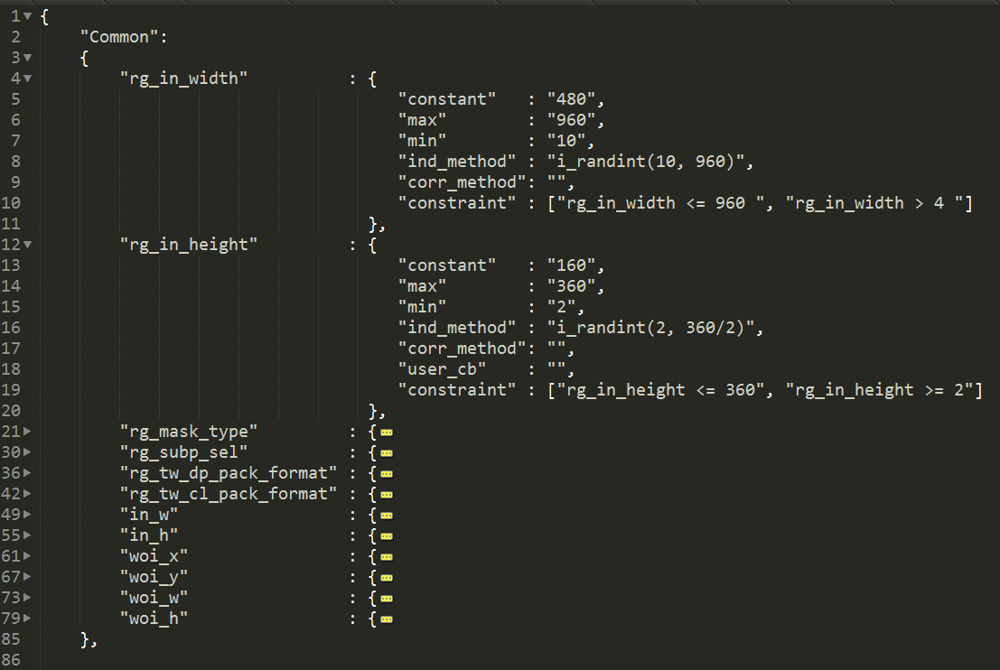 1 {
2 "Common":
3 {
4 "rg_in_width" : {
5 "constant" : "480",
6 "max" : "960",
7 "min" : "10",
8 "ind_method" : "i_randint(10, 960)",
9 "corr_method": "",
10 "constraint" : ["rg_in_width <= 960 ", "rg_in_width > 4 "]
11 },
12 "rg_in_height" : {
13 "constant" : "160",
14 "max" : "360",
15 "min" : "2",
16 "ind_method" : "i_randint(2, 360/2)",
17 "corr_method": "",
18 "user_cb" : "",
19 "constraint" : ["rg_in_height <= 360", "rg_in_height >= 2"]
20 },
21 "rg_mask_type" : {
30 "rg_subp_sel" : {
36 "rg_tw_dp_pack_format" : {
42 "rg_tw_cl_pack_format" : {
49 "in_w" : {
55 "in_h" : {
61 "woi_x" : {
67 "woi_y" : {
73 "woi_w" : {
79 "woi_h" : {
85 },
86